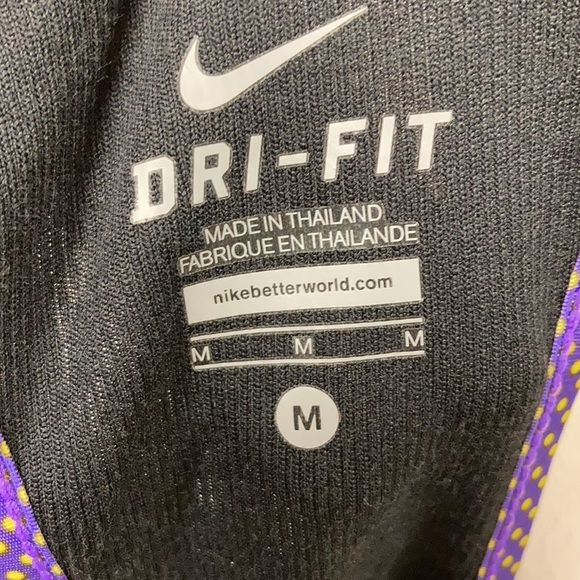 DRI-FIT
MADE IN THAILAND
FABRIQUE EN THAILANDE
nikebetterworld.com
M M M
M